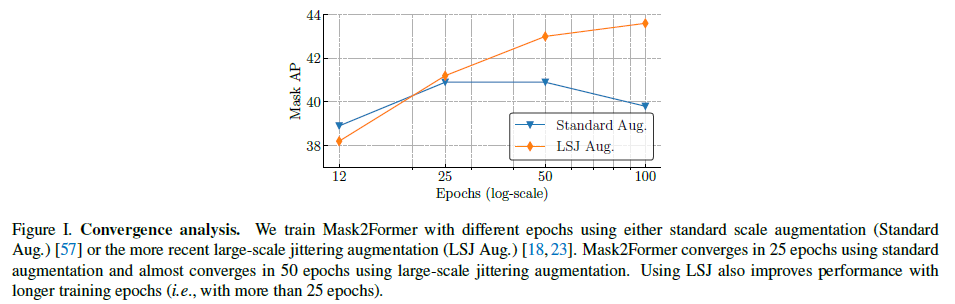 44
42
40
38
Mask AP
Standard Aug.
LSJ Aug.
12 25 50 100
Epochs (log-scale)
Figure I. Convergence analysis. We train Mask2Former with different epochs using either standard scale augmentation (Standard
Aug.) [57] or the more recent large-scale jittering augmentation (LSJ Aug.) [18, 23]. Mask2Former converges in 25 epochs using standard
augmentation and almost converges in 50 epochs using large-scale jittering augmentation. Using LSJ also improves performance with
longer training epochs (i.e., with more than 25 epochs).